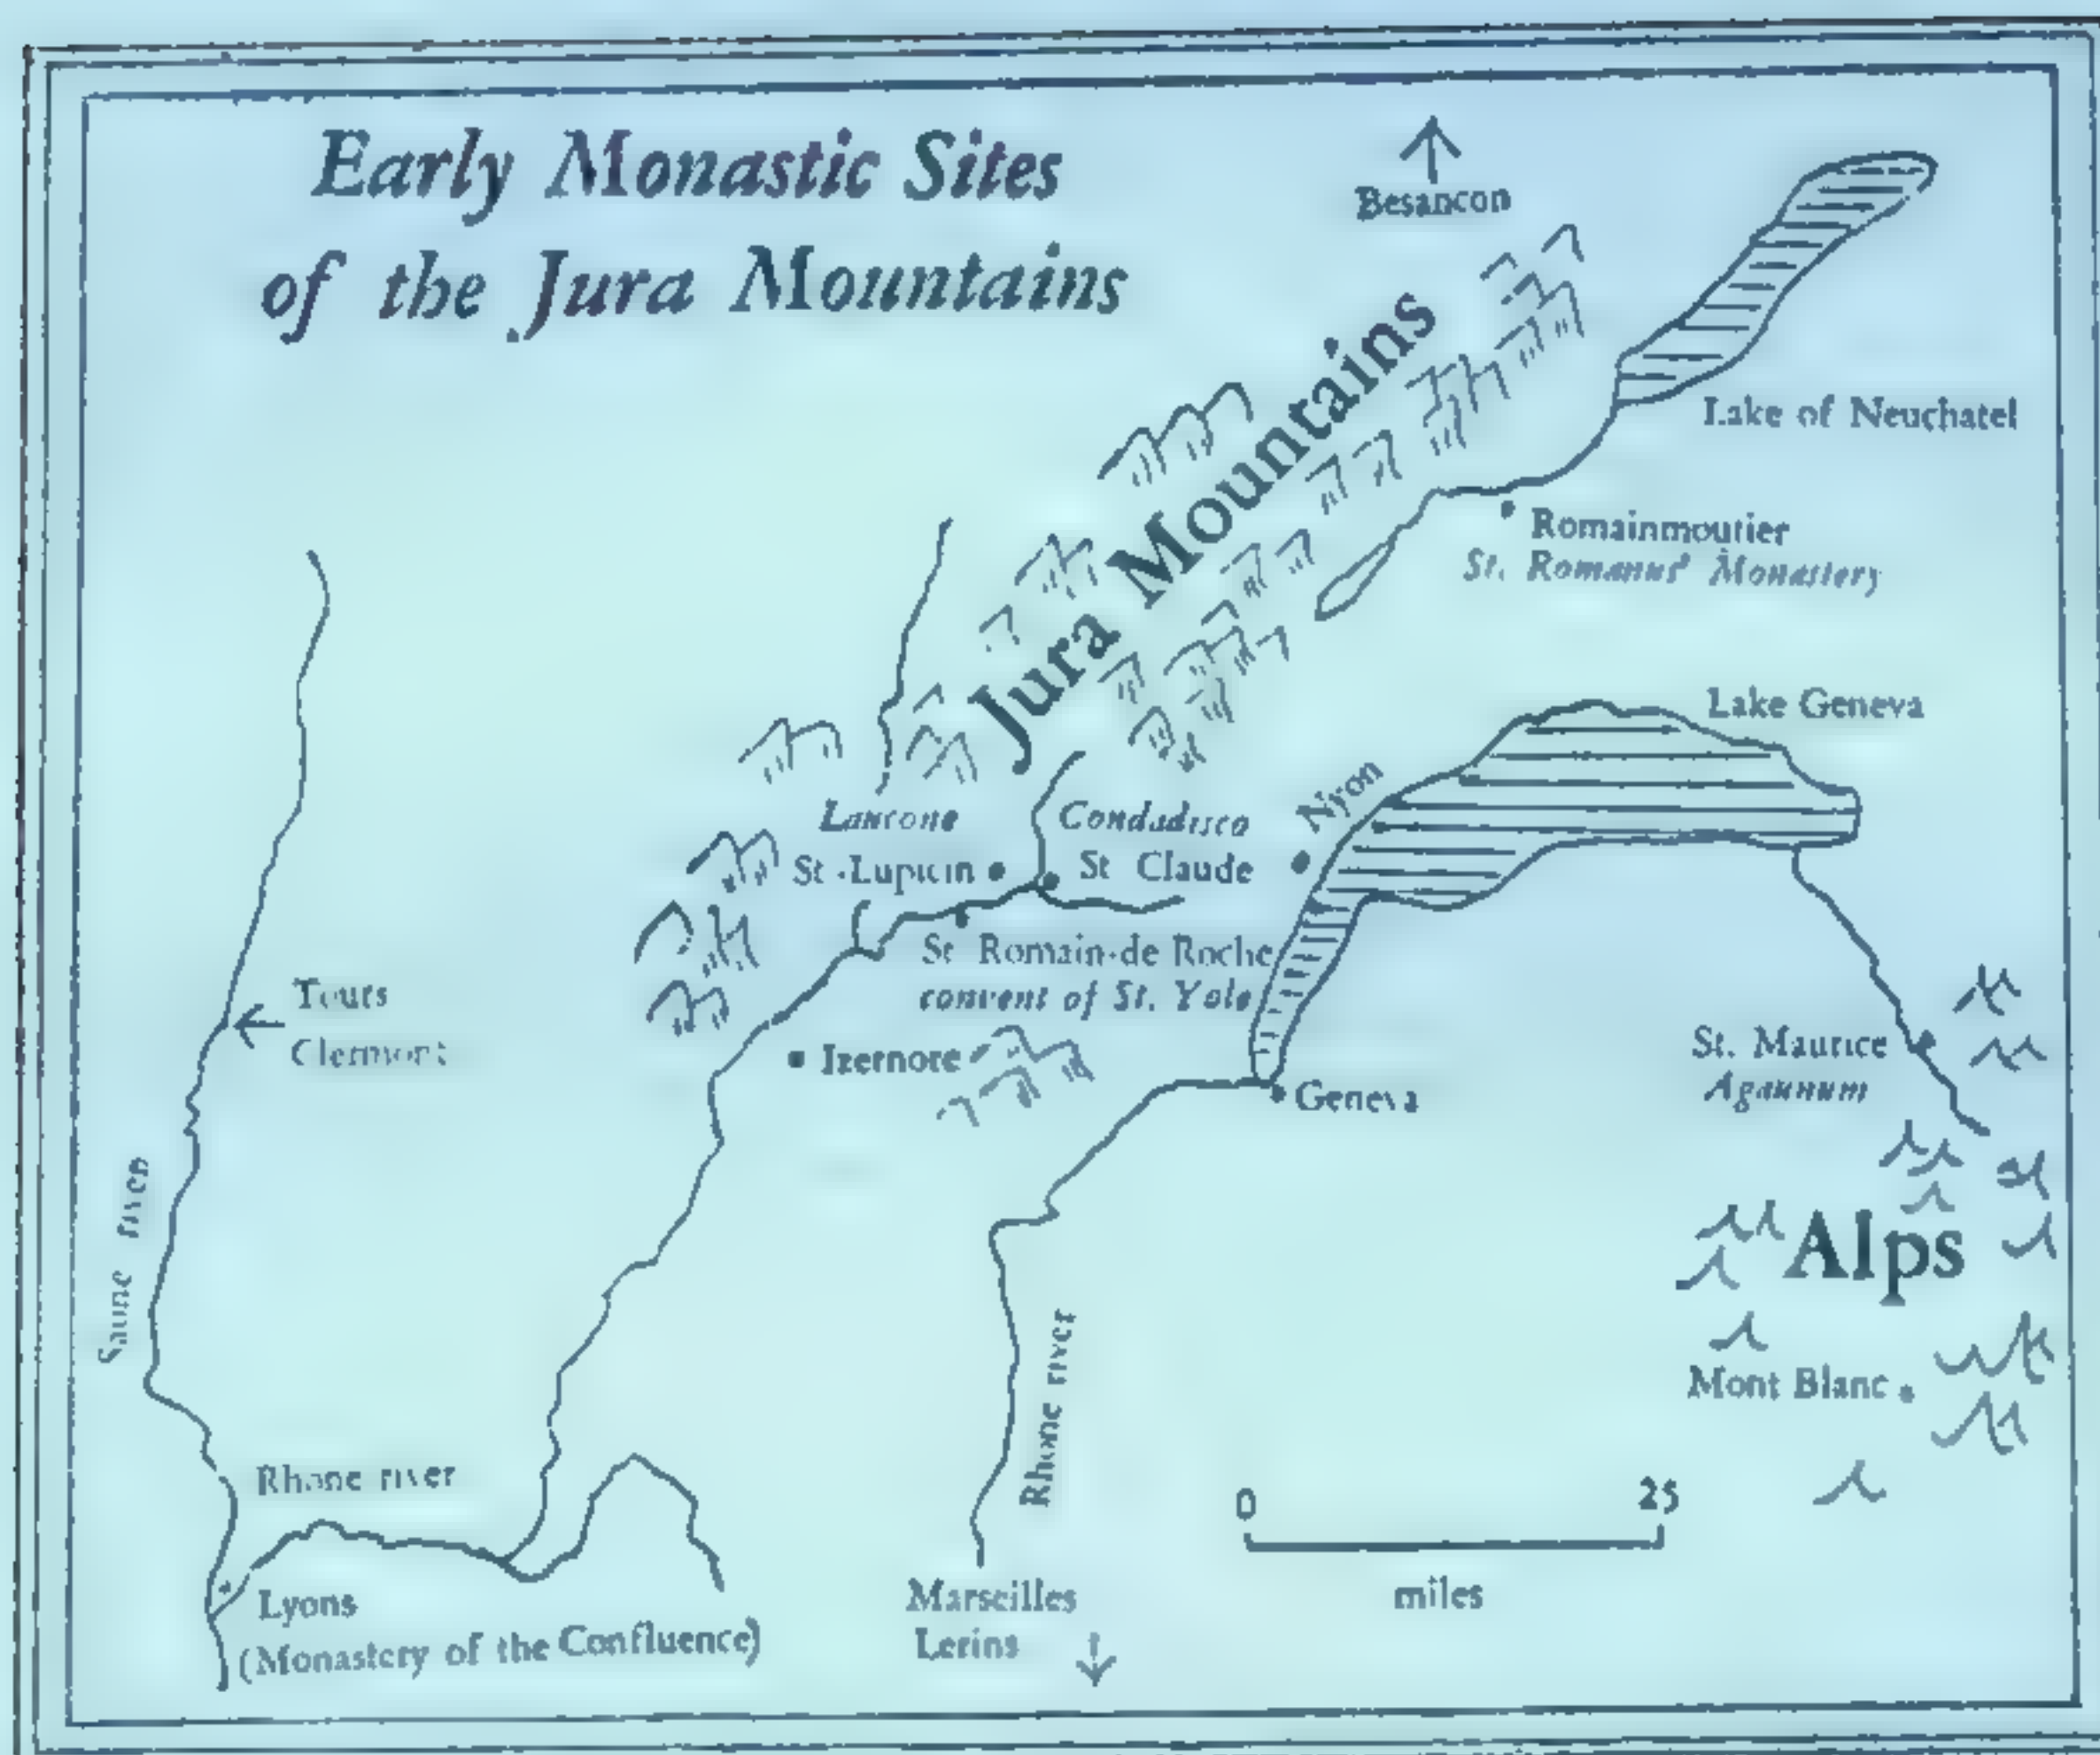 Early Monastic Sites
of the Jura Mountains
Besancon
Jura Mountains
Lake of Neuchatel
Romainmoutier
St. Romanus' Monastery
Lake Geneva
Nyon
Laucone
St-Lupicin
Condadisco
St Claude
St Romain-de Roche
convent of St. Yole
Tours
Clermont
Izernore
Geneva
St. Maurice
Agaunum
Saone river
Alps
Mont Blanc
Rhone river
Rhone river
0 25
miles
Lyons
(Monastery of the Confluence)
Marseilles
Lerins